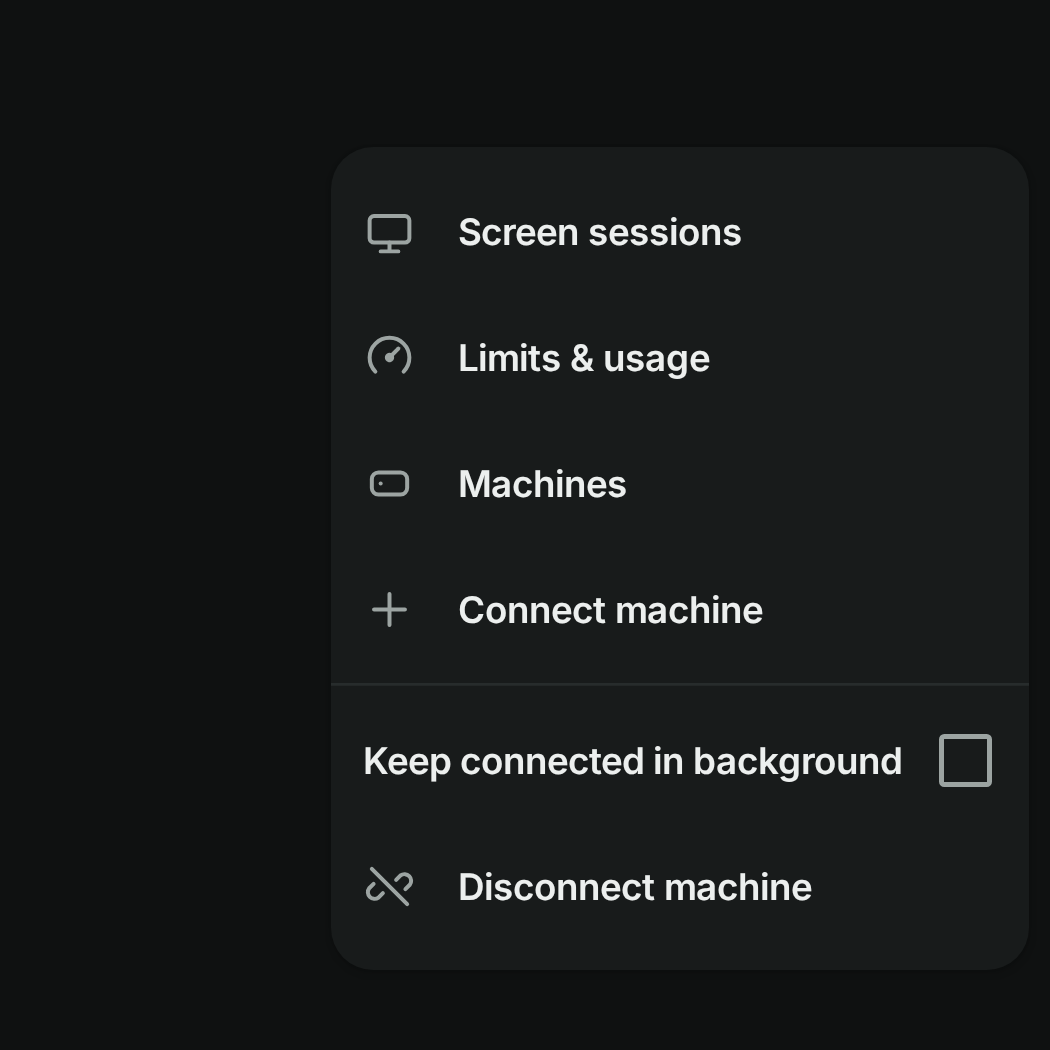 Screen sessions
Limits & usage
Machines
Connect machine
Keep connected in background
Disconnect machine